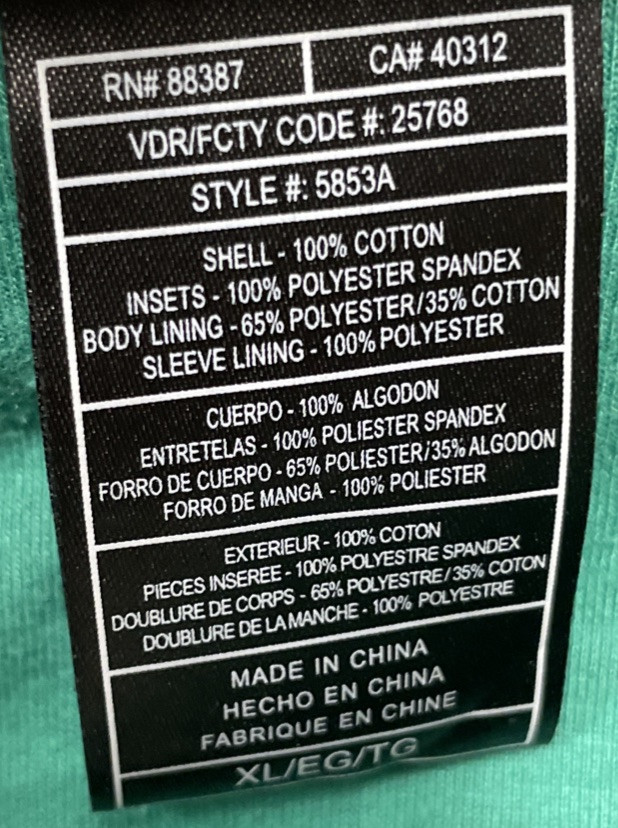 RN# 88387
CA# 40312
VDR/FCTY CODE #: 25768
STYLE #: 5853A
SHELL - 100% COTTON
INSETS - 100% POLYESTER SPANDEX
BODY LINING - 65% POLYESTER/35% COTTON
SLEEVE LINING - 100% POLYESTER
CUERPO - 100% ALGODON
ENTRETELAS - 100% POLIESTER SPANDEX
FORRO DE CUERPO - 65% POLIESTER/35% ALGODON
FORRO DE MANGA - 100% POLIESTER
EXTERIEUR - 100% COTON
PIECES INSEREE - 100% POLYESTRE SPANDEX
DOUBLURE DE CORPS - 65% POLYESTRE/35% COTON
DOUBLURE DE LA MANCHE - 100% POLYESTRE
MADE IN CHINA
HECHO EN CHINA
FABRIQUE EN CHINE
XL/EG/TG